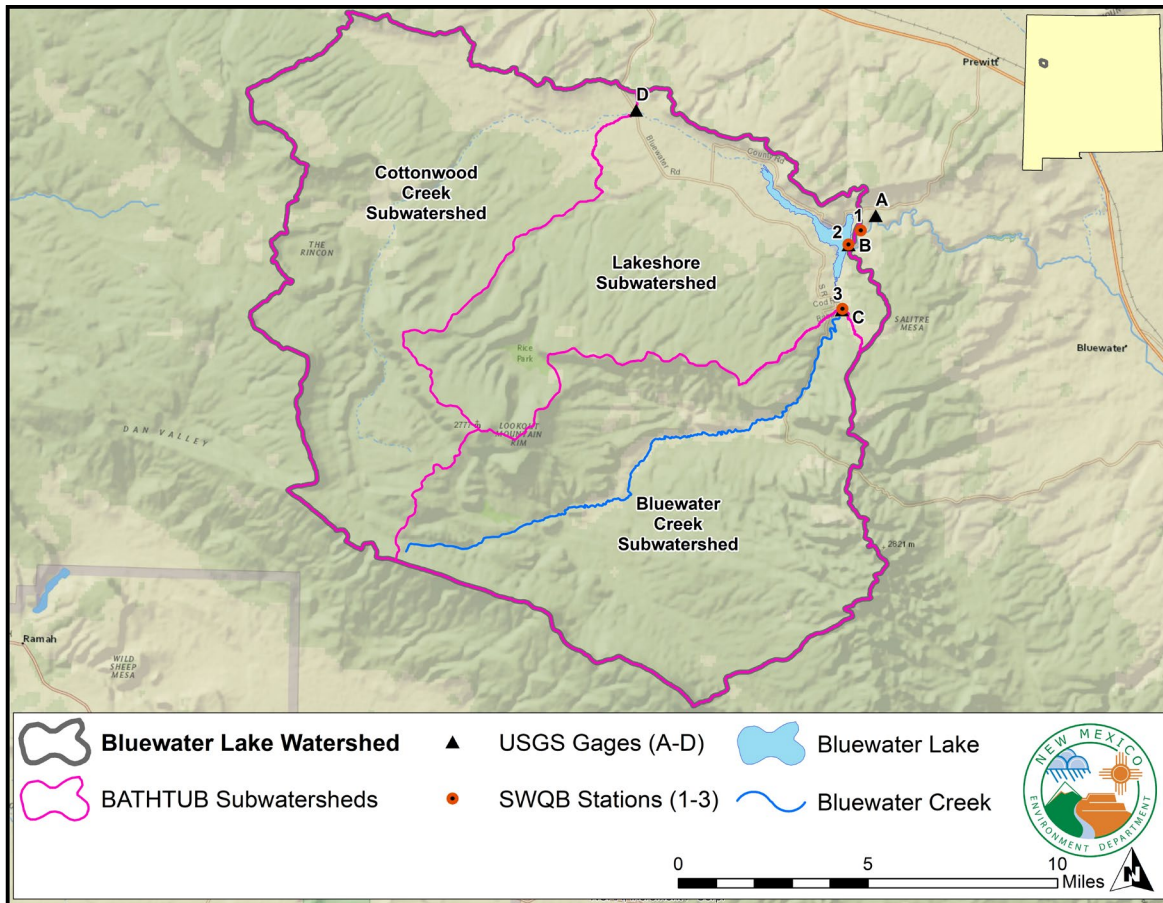 Prewitt
D
Bluewater
Rd
County Rd
Cottonwood
Creek
Subwatershed
A
1
2
B
THE
RINCON
Lakeshore
Subwatershed
3
C
SALITRE
MESA
Bluewater
Rice
Park
2777 m
LOOKOUT
MOUNTAIN
KIM
DAN VALLEY
Bluewater
Creek
Subwatershed
2821 m
Ramah
WILD
SHEEP
MESA
Bluewater Lake Watershed
USGS Gages (A-D)
Bluewater Lake
BATHTUB Subwatersheds
SWQB Stations (1-3)
Bluewater Creek
NEW MEXICO
ENVIRONMENT DEPARTMENT
0
5
10
Miles
N